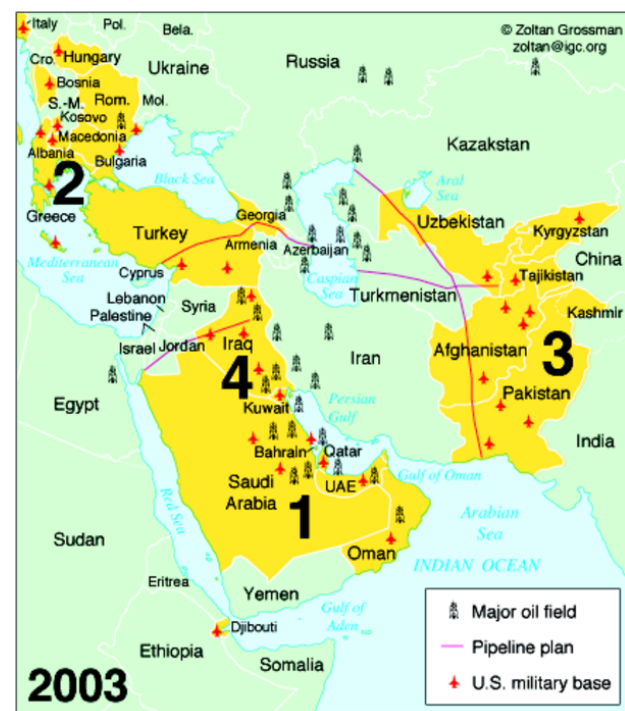 Italy
Pol.
Bela.
© Zoltan Grossman
zoltan@igc.org
Cro.
Hungary
Ukraine
Russia
Bosnia
S.-M.
Rom.
Mol.
Kosovo
Macedonia
Albania
Bulgaria
2
Kazakstan
Black Sea
Aral
Sea
Greece
Georgia
Uzbekistan
Kyrgyzstan
Turkey
Armenia
Azerbaijan
China
Mediterranean
Sea
Cyprus
Caspian
Sea
Tajikistan
Turkmenistan
Lebanon
Palestine
Syria
Kashmir
Israel
Jordan
Iraq
Iran
Afghanistan
3
4
Egypt
Kuwait
Persian
Gulf
Pakistan
Bahrain
Qatar
India
Saudi
Arabia
UAE
Gulf of Oman
1
Red Sea
Arabian
Sea
Sudan
Oman
INDIAN OCEAN
Eritrea
Yemen
Gulf of
Aden
Djibouti
Ethiopia
Somalia
2003
Major oil field
Pipeline plan
U.S. military base